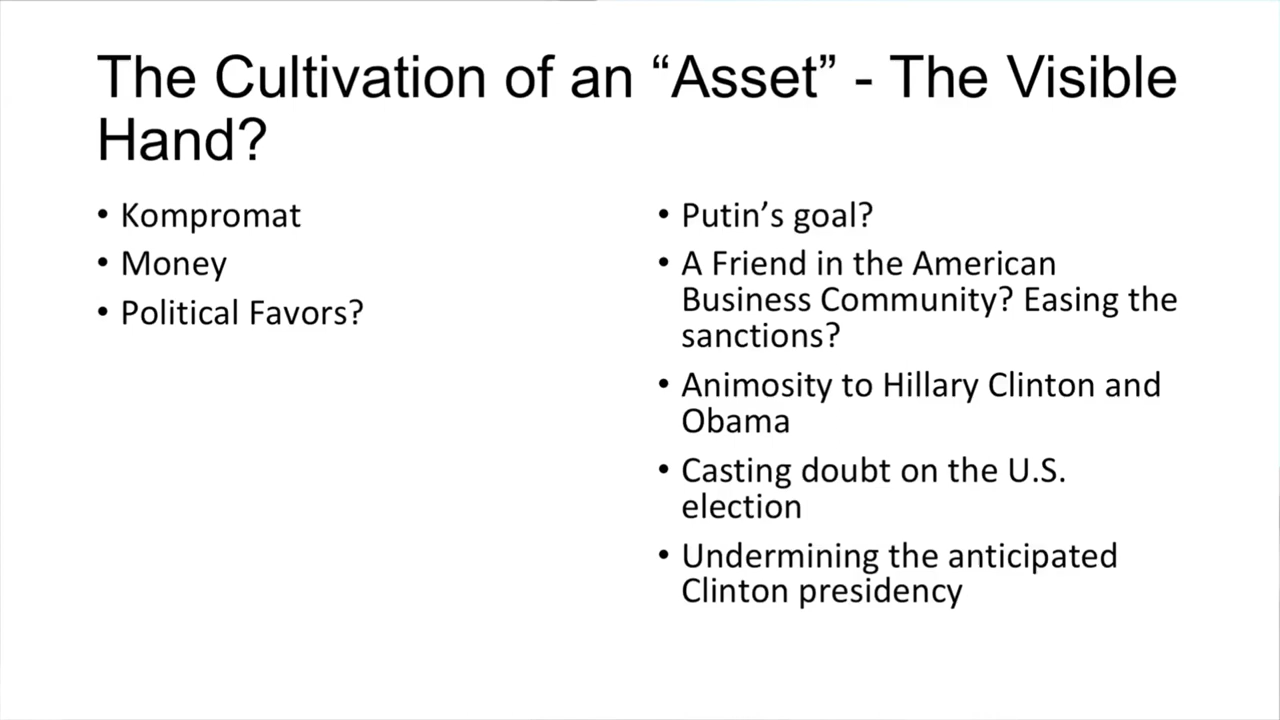 The Cultivation of an “Asset” - The Visible
Hand?
• Kompromat
• Money
• Political Favors?
• Putin’s goal?
• A Friend in the American
Business Community? Easing the
sanctions?
• Animosity to Hillary Clinton and
Obama
• Casting doubt on the U.S.
election
• Undermining the anticipated
Clinton presidency